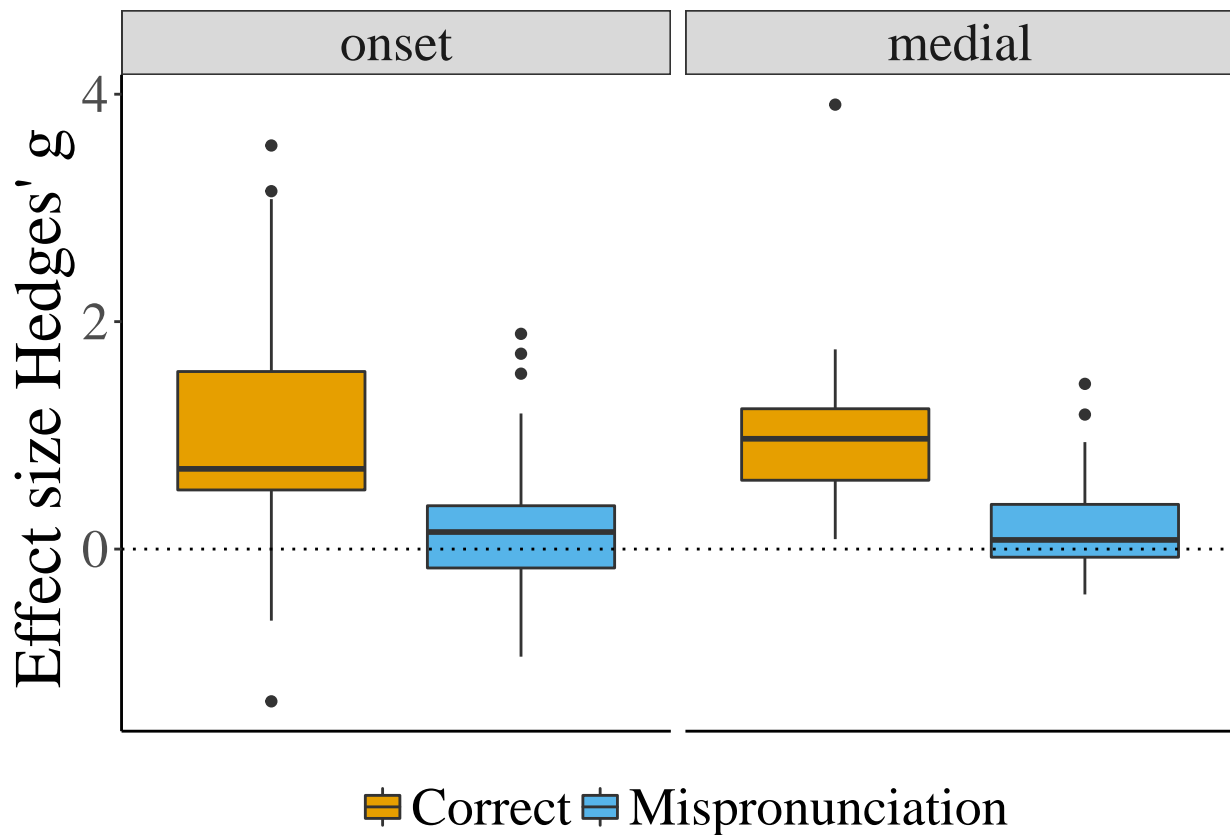 onset
medial
Effect size Hedges' g
4
2
0
Correct
Mispronunciation